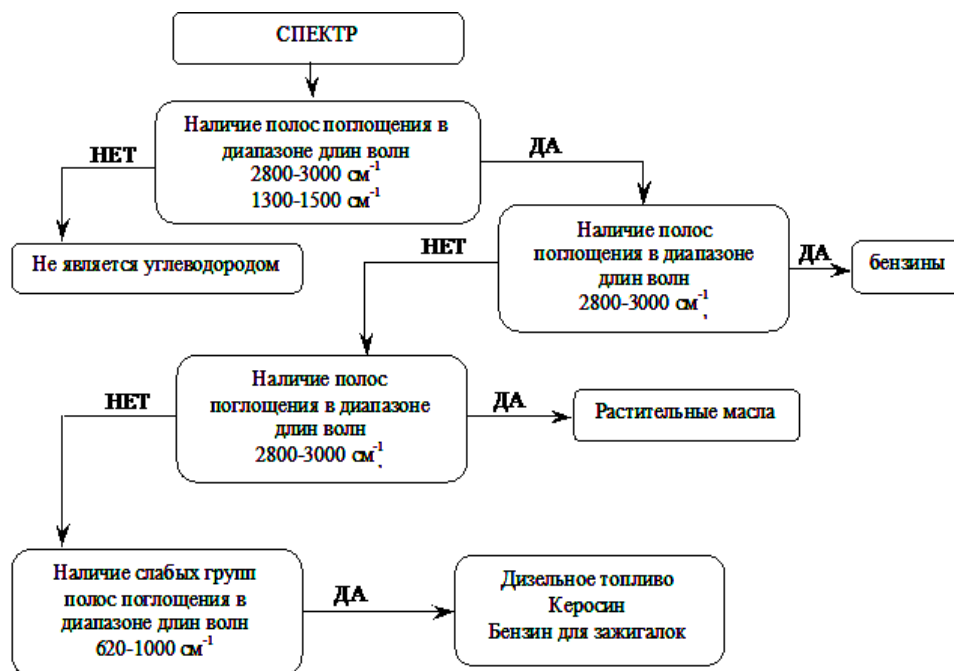 СПЕКТР
Наличие полос поглощения в
диапазоне длин волн
2800-3000 см⁻¹
1300-1500 см⁻¹
НЕТ
ДА
Не является углеводородом
Наличие полос
поглощения в диапазоне
длин волн
2800-3000 см⁻¹,
НЕТ
ДА
бензины
Наличие полос
поглощения в диапазоне
длин волн
2800-3000 см⁻¹,
НЕТ
ДА
Растительные масла
Наличие слабых групп
полос поглощения в
диапазоне длин волн
620-1000 см⁻¹
ДА
Дизельное топливо
Керосин
Бензин для зажигалок